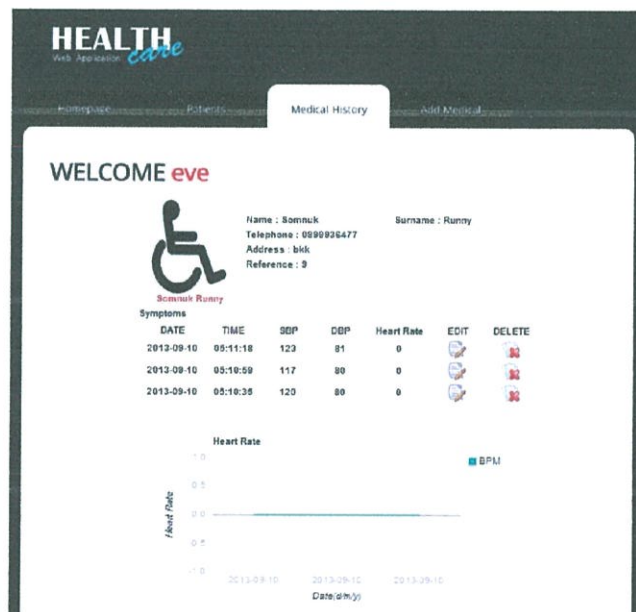 HEALTH
Web Application care
Homepage Patients Medical History Add Medical
WELCOME eve
Name : Somnuk Surname : Runny
Telephone : 0899936477
Address : bkk
Reference : 9
Somnuk Runny
Symptoms
DATE TIME SBP DBP Heart Rate EDIT DELETE
2013-09-10 05:11:18 123 81 0
2013-09-10 05:10:59 117 80 0
2013-09-10 05:10:35 120 80 0
Heart Rate
1.0
BPM
0.5
Heart Rate
0.0
-0.5
-1.0
2013-09-10 2013-09-10 2013-09-10
Date(d/m/y)